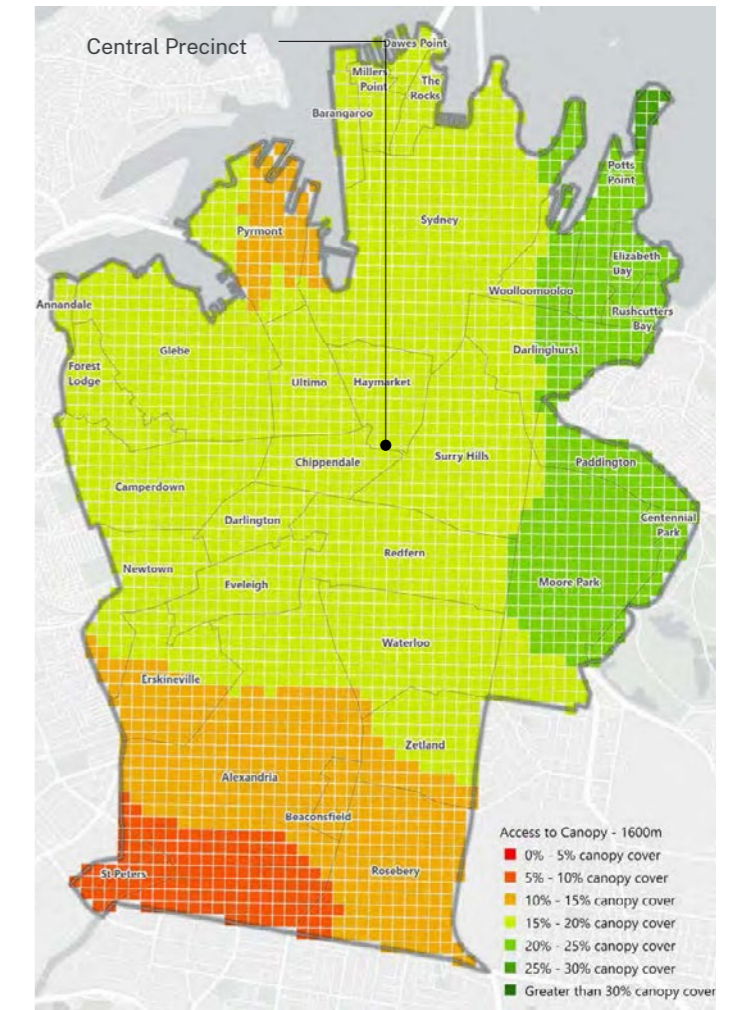 Central Precinct
Dawes Point
Millers
Point
The
Rocks
Barangaroo
Potts
Point
Sydney
Pyrmont
Elizabeth
Bay
Woolloomooloo
Annandale
Rushcutters
Bay
Glebe
Darlinghurst
Forest
Lodge
Ultimo
Haymarket
Surry Hills
Chippendale
Paddington
Camperdown
Centennial
Park
Darlington
Redfern
Newtown
Eveleigh
Moore Park
Waterloo
Erskineville
Zetland
Alexandria
Beaconsfield
St Peters
Rosebery
Access to Canopy - 1600m
0% - 5% canopy cover
5% - 10% canopy cover
10% - 15% canopy cover
15% - 20% canopy cover
20% - 25% canopy cover
25% - 30% canopy cover
Greater than 30% canopy cover